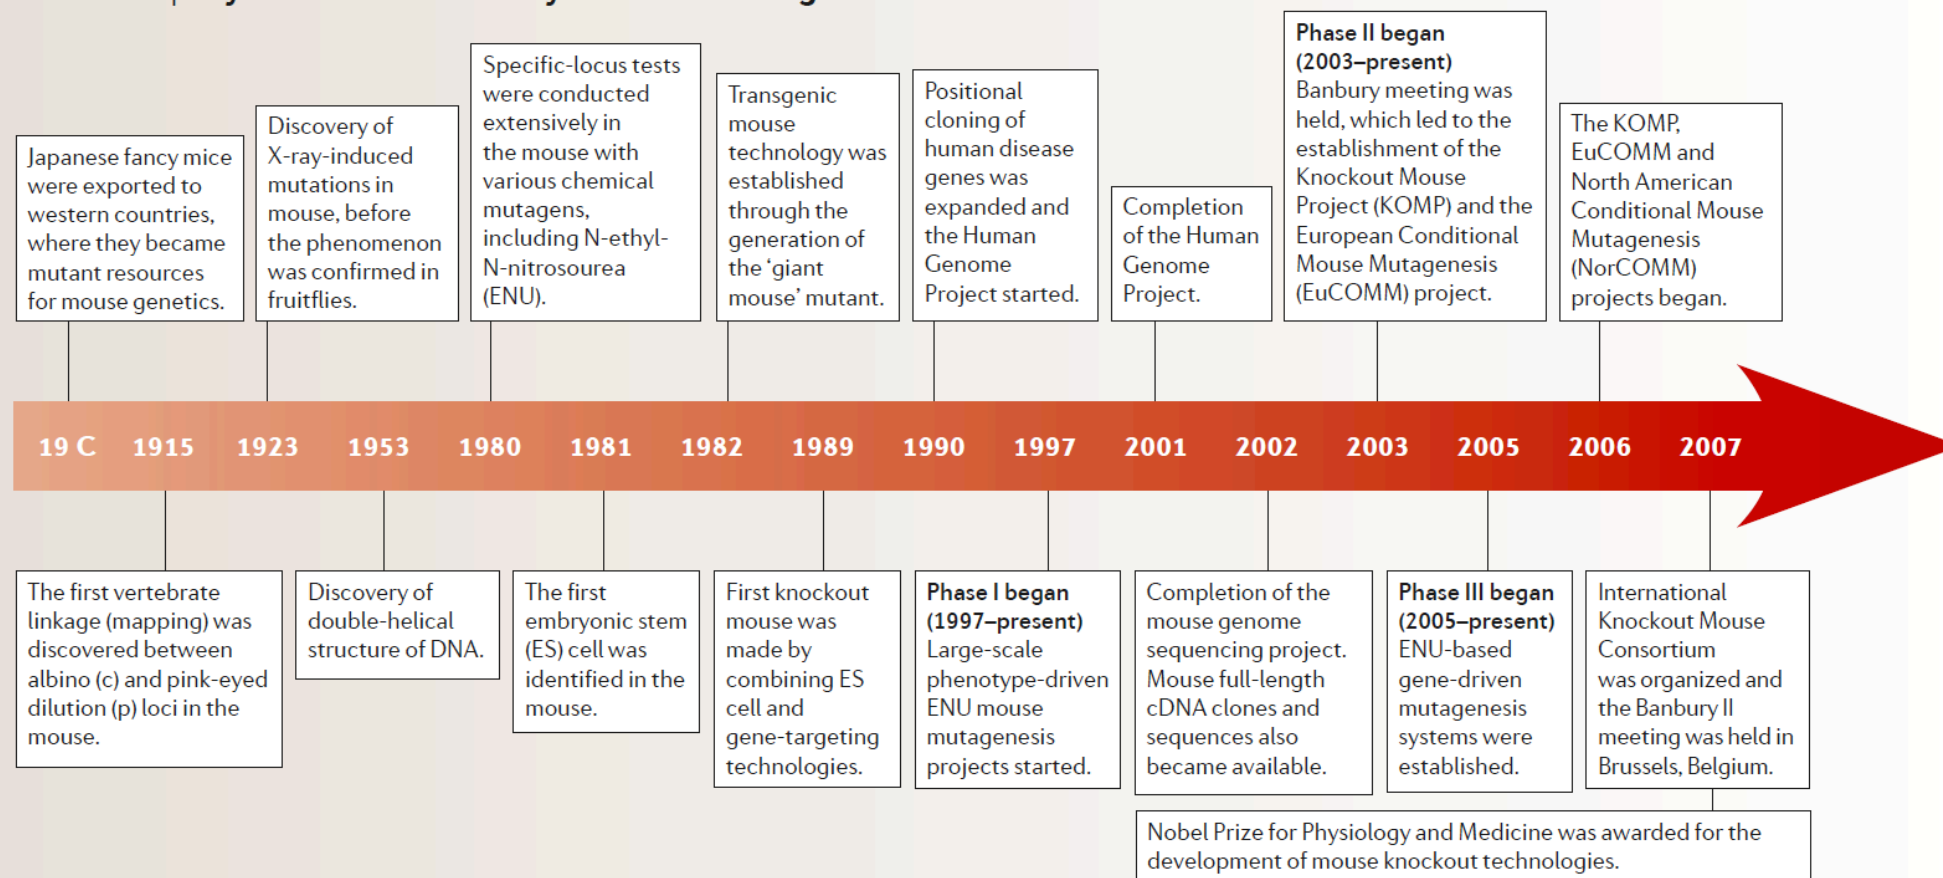 Japanese fancy mice
were exported to
western countries,
where they became
mutant resources
for mouse genetics.
Discovery of
X-ray-induced
mutations in
mouse, before
the phenomenon
was confirmed in
fruitflies.
Specific-locus tests
were conducted
extensively in
the mouse with
various chemical
mutagens,
including N-ethyl-
N-nitrosourea
(ENU).
Transgenic
mouse
technology was
established
through the
generation of
the ‘giant
mouse’ mutant.
Positional
cloning of
human disease
genes was
expanded and
the Human
Genome
Project started.
Completion
of the Human
Genome
Project.
Phase II began
(2003–present)
Banbury meeting was
held, which led to the
establishment of the
Knockout Mouse
Project (KOMP) and the
European Conditional
Mouse Mutagenesis
(EuCOMM) project.
The KOMP,
EuCOMM and
North American
Conditional Mouse
Mutagenesis
(NorCOMM)
projects began.
19 C 1915 1923 1953 1980 1981 1982 1989 1990 1997 2001 2002 2003 2005 2006 2007
The first vertebrate
linkage (mapping) was
discovered between
albino (c) and pink-eyed
dilution (p) loci in the
mouse.
Discovery of
double-helical
structure of DNA.
The first
embryonic stem
(ES) cell was
identified in the
mouse.
First knockout
mouse was
made by
combining ES
cell and
gene-targeting
technologies.
Phase I began
(1997–present)
Large-scale
phenotype-driven
ENU mouse
mutagenesis
projects started.
Completion of the
mouse genome
sequencing project.
Mouse full-length
cDNA clones and
sequences also
became available.
Phase III began
(2005–present)
ENU-based
gene-driven
mutagenesis
systems were
established.
International
Knockout Mouse
Consortium
was organized and
the Banbury II
meeting was held in
Brussels, Belgium.
Nobel Prize for Physiology and Medicine was awarded for the
development of mouse knockout technologies.